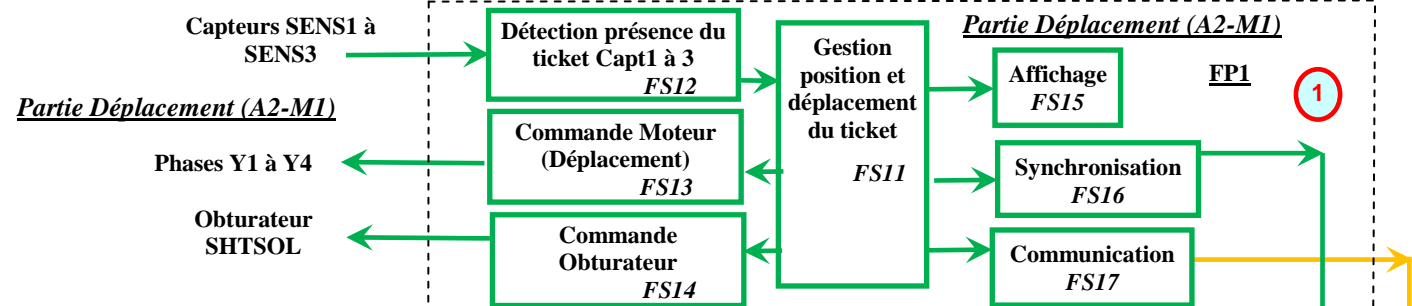 Capteurs SENS1 à
SENS3
Partie Déplacement (A2-M1)
Phases Y1 à Y4
Obturateur
SHTSOL
Détection présence du
ticket Capt1 à 3
FS12
Commande Moteur
(Déplacement)
FS13
Commande
Obturateur
FS14
Gestion
position et
déplacement
du ticket
FS11
Partie Déplacement (A2-M1)
Affichage
FS15
FP1
1
Synchronisation
FS16
Communication
FS17